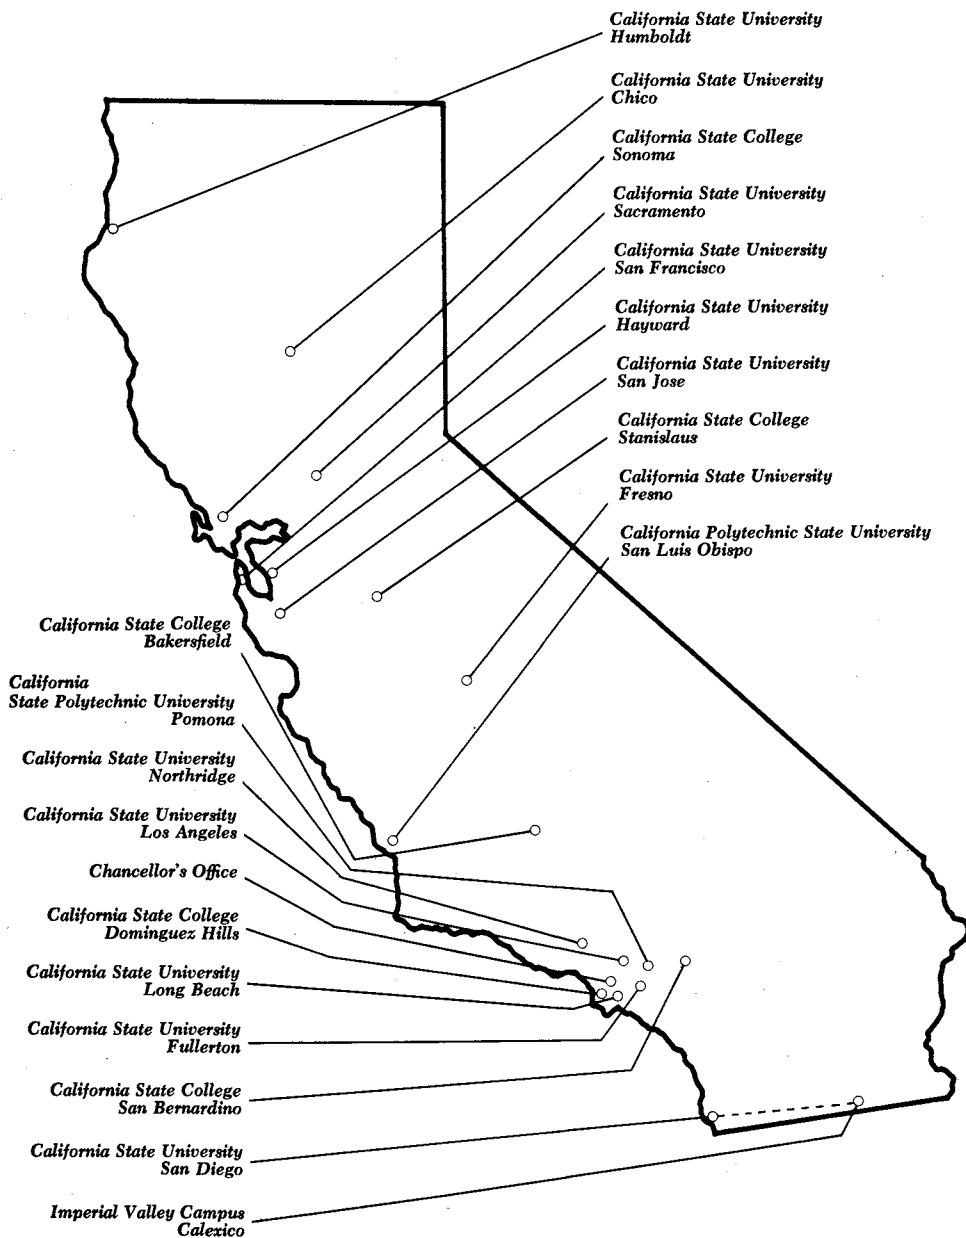 California State University
Humboldt
California State University
Chico
California State College
Sonoma
California State University
Sacramento
California State University
San Francisco
California State University
Hayward
California State University
San Jose
California State College
Stanislaus
California State University
Fresno
California Polytechnic State University
San Luis Obispo
California State College
Bakersfield
California
State Polytechnic University
Pomona
California State University
Northridge
California State University
Los Angeles
Chancellor's Office
California State College
Dominguez Hills
California State University
Long Beach
California State University
Fullerton
California State College
San Bernardino
California State University
San Diego
Imperial Valley Campus
Calexico